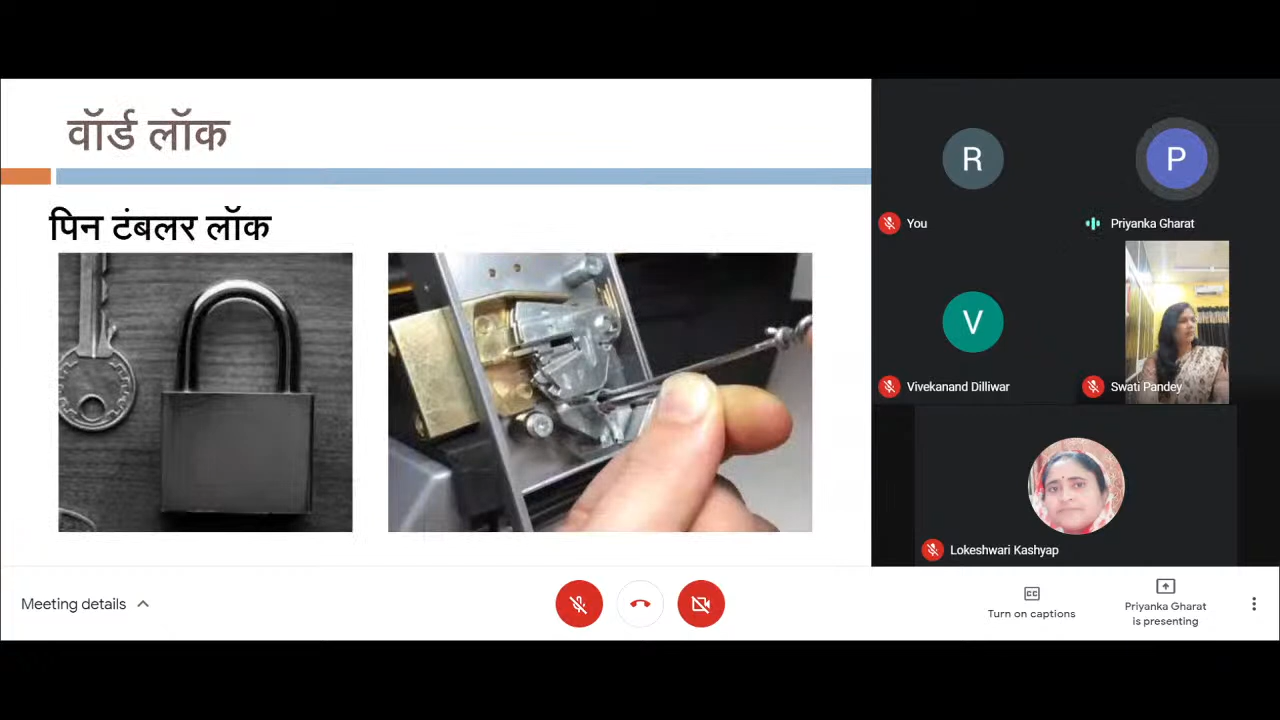 वॉर्ड लॉक
पिन टंबलर लॉक
R
P
You
Priyanka Gharat
V
Vivekanand Dilliwar
Swati Pandey
Lokeshwari Kashyap
Meeting details
CC
Turn on captions
Priyanka Gharat
is presenting